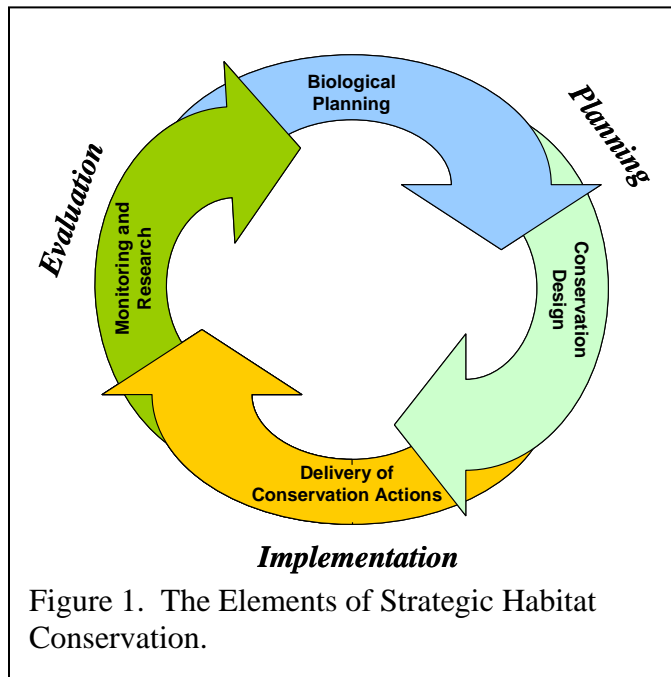 Biological
Planning
Planning
Conservation
Design
Delivery of
Conservation Actions
Implementation
Monitoring and
Research
Evaluation
Figure 1.  The Elements of Strategic Habitat
Conservation.